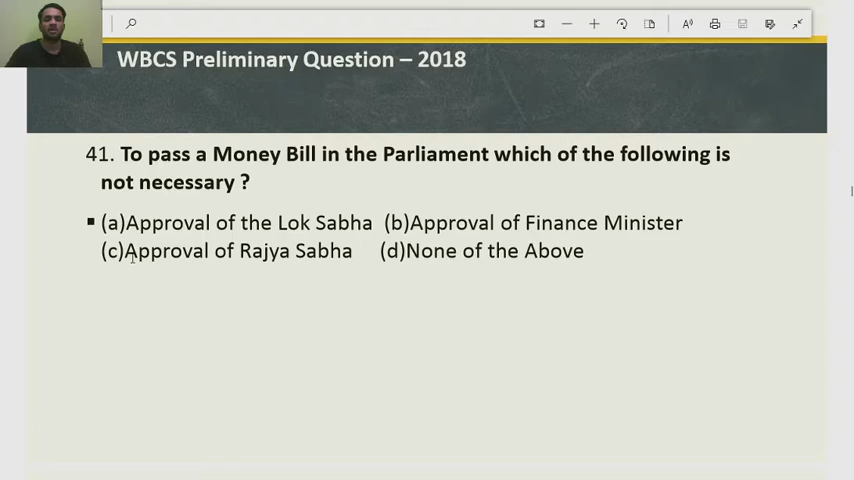 WBCS Preliminary Question – 2018
41. To pass a Money Bill in the Parliament which of the following is
not necessary ?
▪ (a)Approval of the Lok Sabha (b)Approval of Finance Minister
(c)Approval of Rajya Sabha (d)None of the Above